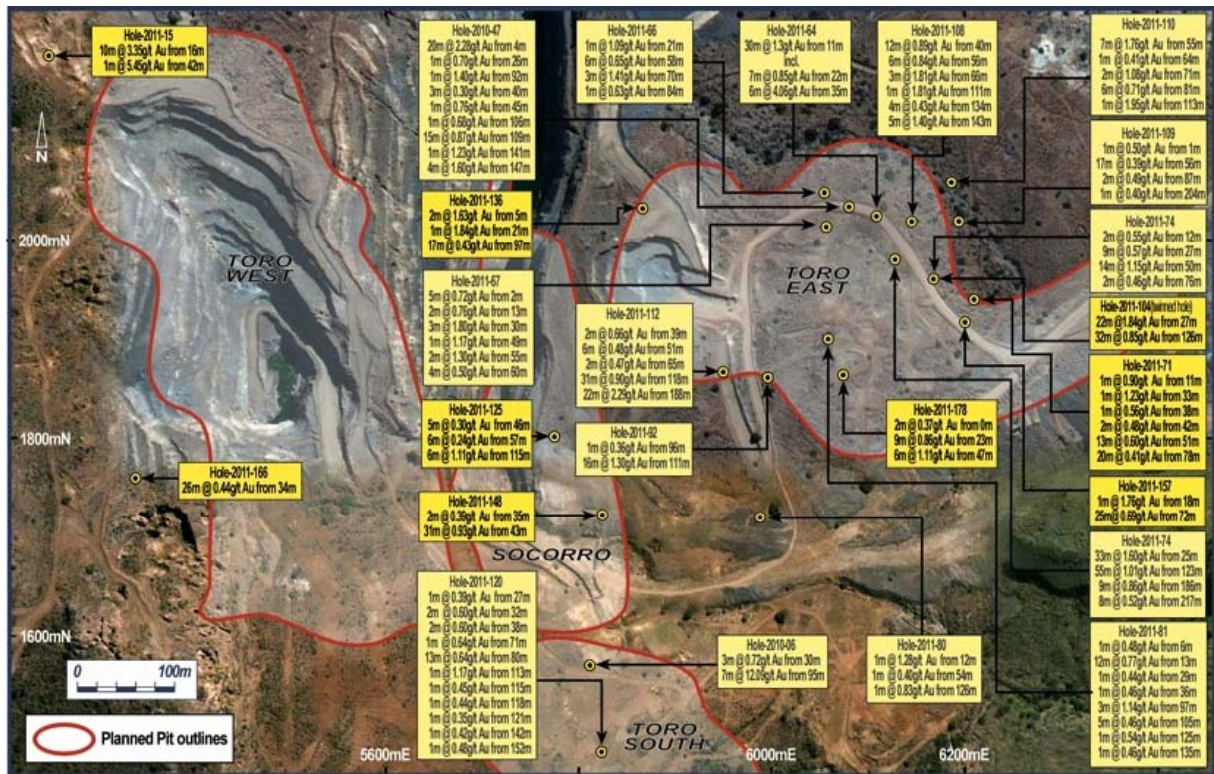 Hole-2011-15
10m @ 3.35g/t Au from 16m
1m @ 5.45g/t Au from 42m
Hole-2010-47
20m @ 2.28g/t Au from 4m
1m @ 0.70g/t Au from 26m
1m @ 1.40g/t Au from 92m
3m @ 0.30g/t Au from 40m
1m @ 0.76g/t Au from 45m
1m @ 0.68g/t Au from 106m
15m @ 0.87g/t Au from 109m
1m @ 1.23g/t Au from 141m
4m @ 1.60g/t Au from 147m
Hole-2011-66
1m @ 1.09g/t Au from 21m
6m @ 0.65g/t Au from 58m
3m @ 1.41g/t Au from 70m
1m @ 0.63g/t Au from 84m
Hole-2011-64
30m @ 1.3g/t Au from 11m
incl.
7m @ 0.85g/t Au from 22m
6m @ 4.06g/t Au from 35m
Hole-2011-108
12m @ 0.89g/t Au from 40m
6m @ 0.84g/t Au from 56m
3m @ 1.81g/t Au from 66m
1m @ 1.81g/t Au from 111m
4m @ 0.43g/t Au from 134m
5m @ 1.40g/t Au from 143m
Hole-2011-110
7m @ 1.76g/t Au from 55m
1m @ 0.41g/t Au from 64m
2m @ 1.08g/t Au from 71m
6m @ 0.71g/t Au from 81m
1m @ 1.95g/t Au from 113m
Hole-2011-109
1m @ 0.50g/t Au from 1m
17m @ 0.39g/t Au from 56m
2m @ 0.49g/t Au from 87m
1m @ 0.40g/t Au from 204m
N
Hole-2011-136
2m @ 1.63g/t Au from 5m
1m @ 1.84g/t Au from 21m
17m @ 0.43g/t Au from 97m
2000mN
TORO
WEST
TORO
EAST
Hole-2011-74
2m @ 0.55g/t Au from 12m
9m @ 0.57g/t Au from 27m
14m @ 1.15g/t Au from 50m
2m @ 0.46g/t Au from 76m
Hole-2011-67
5m @ 0.72g/t Au from 2m
2m @ 0.76g/t Au from 13m
3m @ 1.80g/t Au from 30m
1m @ 1.17g/t Au from 49m
2m @ 1.30g/t Au from 55m
4m @ 0.50g/t Au from 60m
Hole-2011-112
2m @ 0.66g/t Au from 39m
6m @ 0.48g/t Au from 51m
2m @ 0.47g/t Au from 65m
31m @ 0.90g/t Au from 118m
22m @ 2.29g/t Au from 188m
Hole-2011-104 (twinned hole)
22m @ 1.84g/t Au from 27m
32m @ 0.85g/t Au from 126m
Hole-2011-71
1m @ 0.90g/t Au from 11m
1m @ 1.23g/t Au from 33m
1m @ 0.56g/t Au from 38m
2m @ 0.48g/t Au from 42m
13m @ 0.60g/t Au from 51m
20m @ 0.41g/t Au from 78m
Hole-2011-125
5m @ 0.30g/t Au from 46m
6m @ 0.24g/t Au from 57m
6m @ 1.11g/t Au from 115m
Hole-2011-92
1m @ 0.36g/t Au from 96m
16m @ 1.30g/t Au from 111m
Hole-2011-178
2m @ 0.37g/t Au from 0m
9m @ 0.86g/t Au from 23m
6m @ 1.11g/t Au from 47m
1800mN
Hole-2011-166
26m @ 0.44g/t Au from 34m
Hole-2011-157
1m @ 1.76g/t Au from 18m
25m @ 0.69g/t Au from 72m
Hole-2011-148
2m @ 0.39g/t Au from 35m
31m @ 0.93g/t Au from 43m
SOCORRO
Hole-2011-74
33m @ 1.60g/t Au from 25m
55m @ 1.01g/t Au from 123m
9m @ 0.86g/t Au from 186m
8m @ 0.52g/t Au from 217m
Hole-2011-120
1m @ 0.39g/t Au from 27m
2m @ 0.60g/t Au from 32m
2m @ 0.60g/t Au from 38m
1m @ 0.64g/t Au from 71m
13m @ 0.64g/t Au from 80m
1m @ 1.17g/t Au from 113m
1m @ 0.45g/t Au from 115m
1m @ 0.44g/t Au from 118m
1m @ 0.35g/t Au from 121m
1m @ 0.42g/t Au from 142m
1m @ 0.48g/t Au from 152m
1600mN
Hole-2010-06
3m @ 0.72g/t Au from 30m
7m @ 12.09g/t Au from 95m
Hole-2011-80
1m @ 1.28g/t Au from 12m
1m @ 0.40g/t Au from 54m
1m @ 0.83g/t Au from 126m
Hole-2011-81
1m @ 0.48g/t Au from 6m
12m @ 0.77g/t Au from 13m
1m @ 0.44g/t Au from 29m
1m @ 0.46g/t Au from 36m
3m @ 1.14g/t Au from 97m
5m @ 0.46g/t Au from 105m
1m @ 0.54g/t Au from 125m
1m @ 0.46g/t Au from 135m
0 100m
TORO
SOUTH
Planned Pit outlines
5600mE
6000mE
6200mE